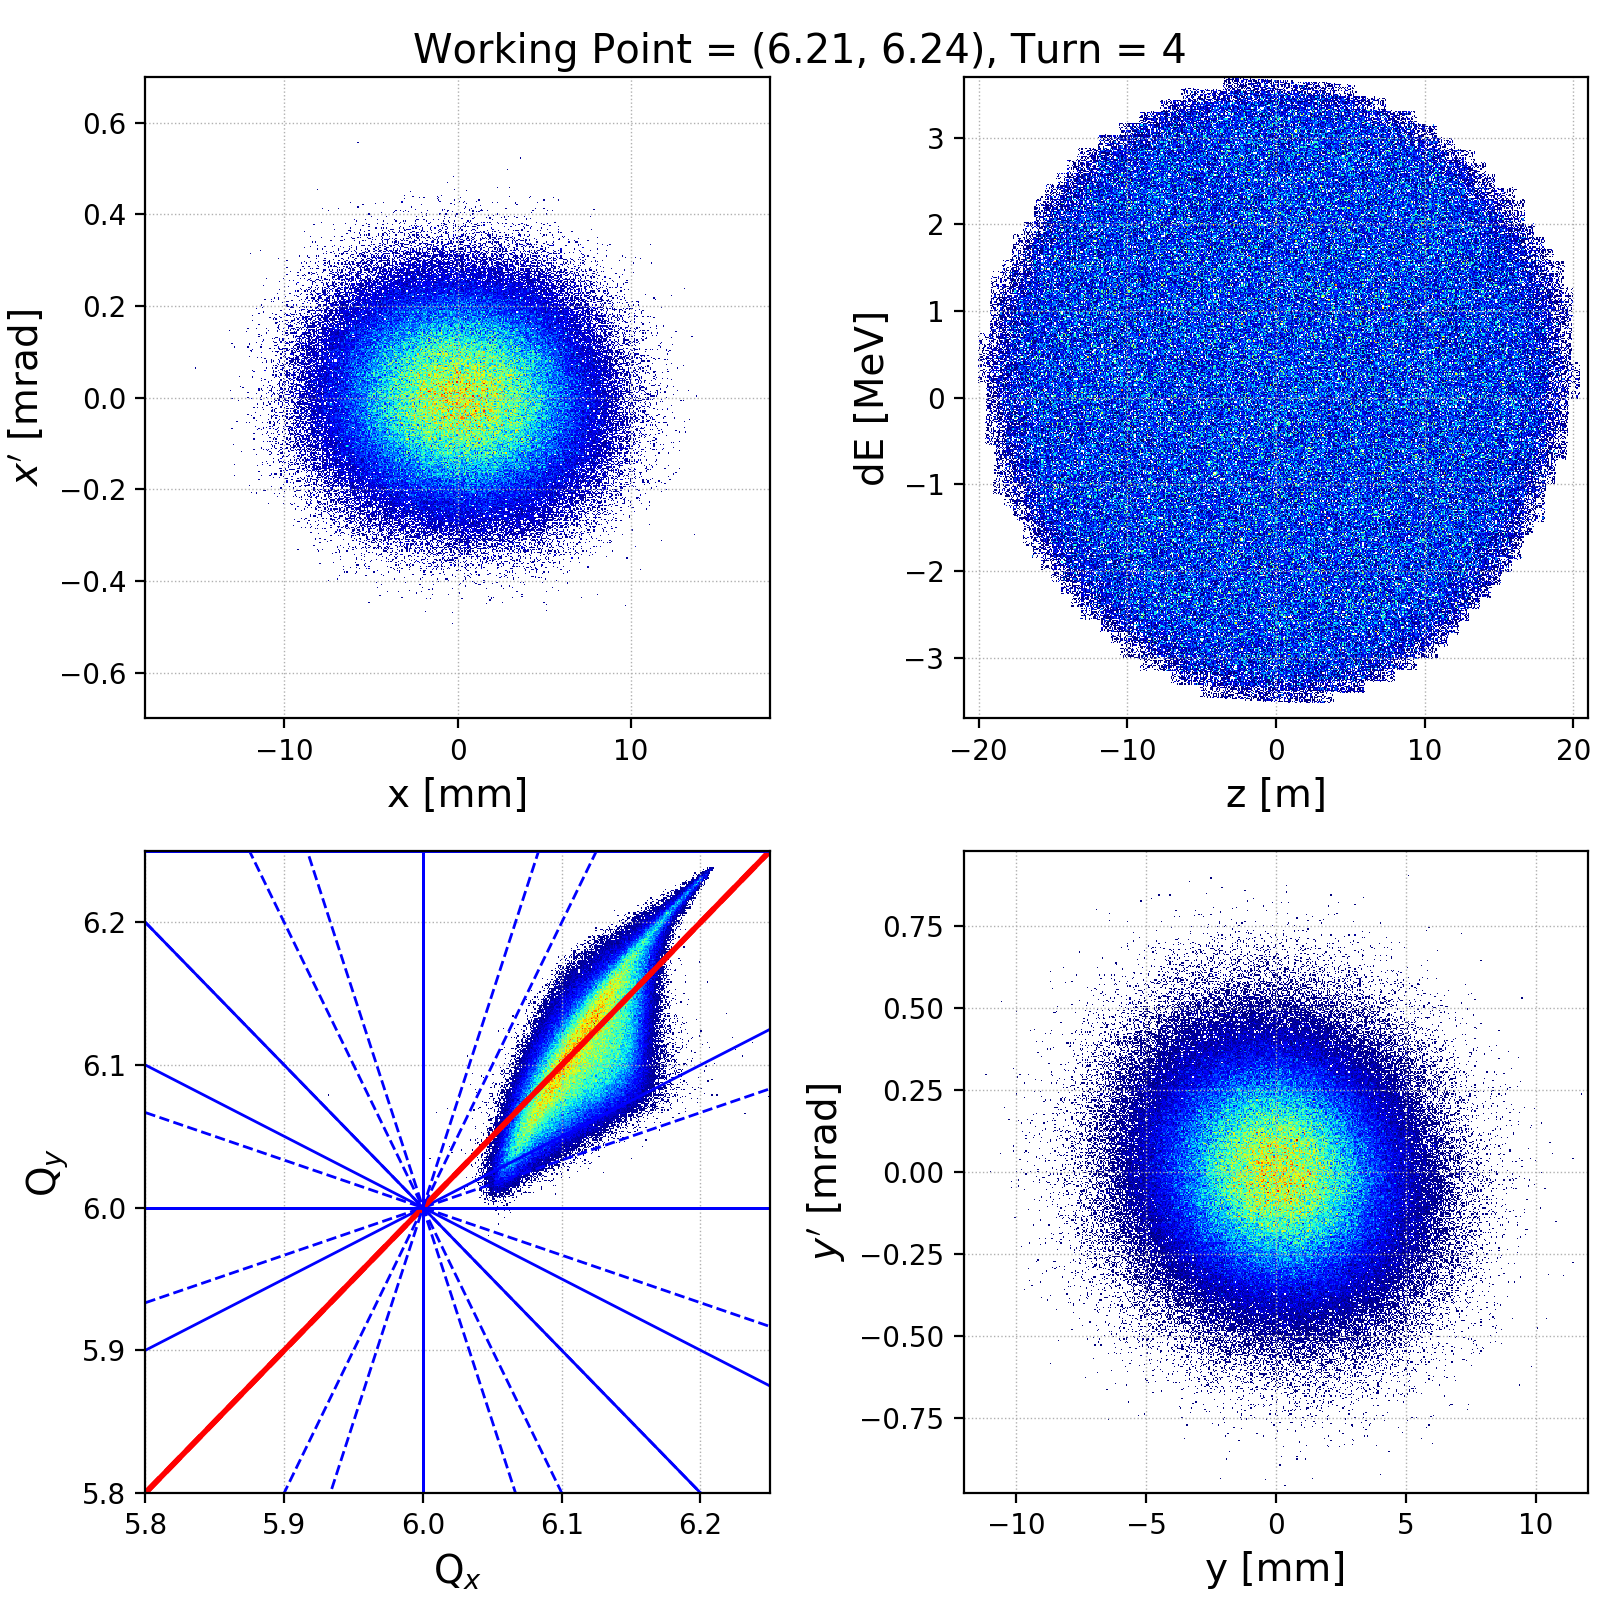 Working Point = (6.21, 6.24), Turn = 4
0.6
0.4
0.2
0.0
−0.2
−0.4
−0.6
x′ [mrad]
−10 0 10
x [mm]
3
2
1
0
−1
−2
−3
dE [MeV]
−20 −10 0 10 20
z [m]
6.2
6.1
6.0
5.9
5.8
Qy
5.8 5.9 6.0 6.1 6.2
Qx
0.75
0.50
0.25
0.00
−0.25
−0.50
−0.75
y′ [mrad]
−10 −5 0 5 10
y [mm]